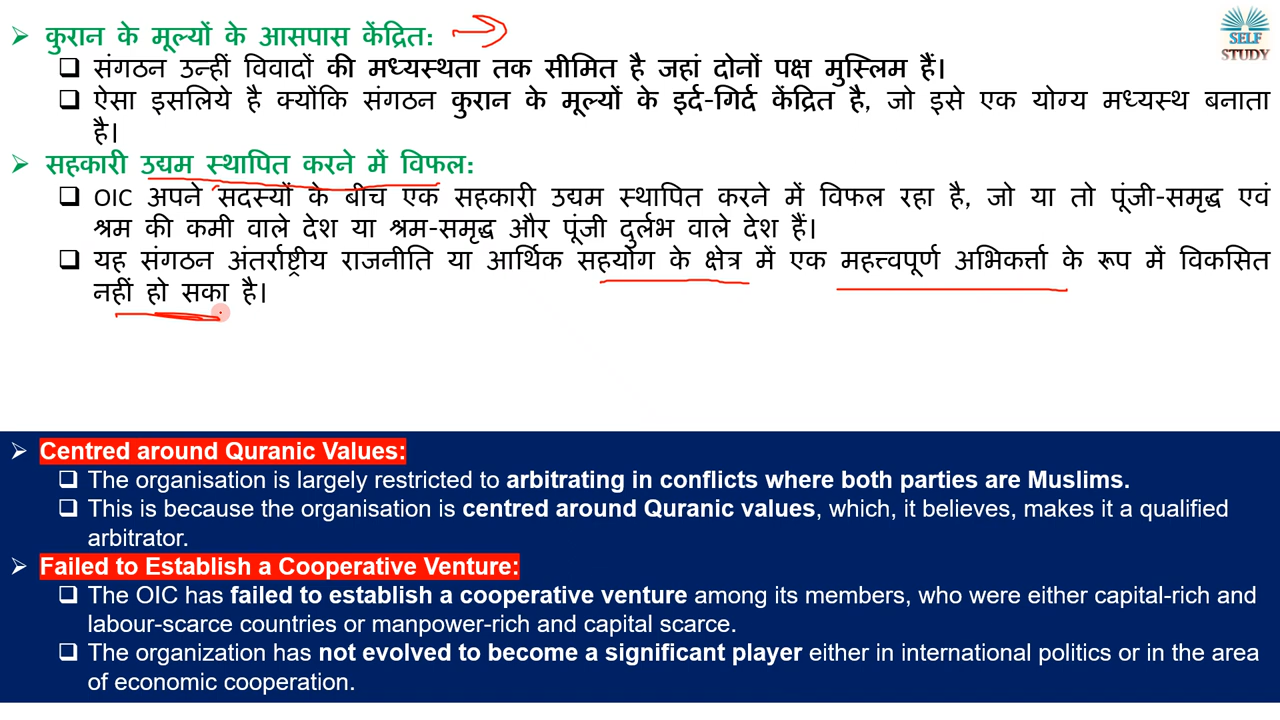 SELF
STUDY
➢ कुरान के मूल्यों के आसपास केंद्रित:
❑ संगठन उन्हीं विवादों की मध्यस्थता तक सीमित है जहां दोनों पक्ष मुस्लिम हैं।
❑ ऐसा इसलिये है क्योंकि संगठन कुरान के मूल्यों के इर्द-गिर्द केंद्रित है, जो इसे एक योग्य मध्यस्थ बनाता
है।
➢ सहकारी उद्यम स्थापित करने में विफल:
❑ OIC अपने सदस्यों के बीच एक सहकारी उद्यम स्थापित करने में विफल रहा है, जो या तो पूंजी-समृद्ध एवं
श्रम की कमी वाले देश या श्रम-समृद्ध और पूंजी दुर्लभ वाले देश हैं।
❑ यह संगठन अंतर्राष्ट्रीय राजनीति या आर्थिक सहयोग के क्षेत्र में एक महत्त्वपूर्ण अभिकर्त्ता के रूप में विकसित
नहीं हो सका है।
➢ Centred around Quranic Values:
❑ The organisation is largely restricted to arbitrating in conflicts where both parties are Muslims.
❑ This is because the organisation is centred around Quranic values, which, it believes, makes it a qualified
arbitrator.
➢ Failed to Establish a Cooperative Venture:
❑ The OIC has failed to establish a cooperative venture among its members, who were either capital-rich and
labour-scarce countries or manpower-rich and capital scarce.
❑ The organization has not evolved to become a significant player either in international politics or in the area
of economic cooperation.